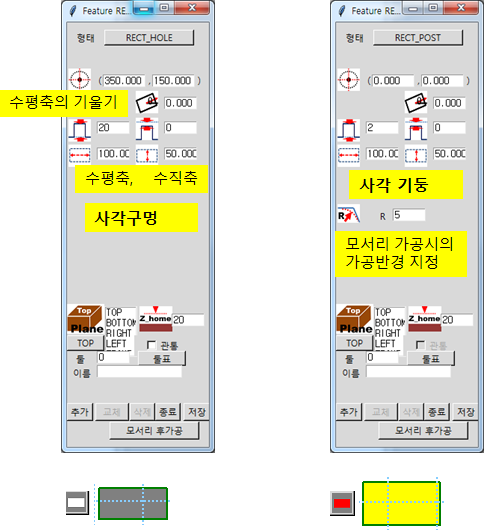 Feature RE...
형태 RECT_HOLE
(350.000 ,150.000 )
수평축의 기울기
0.000
20 0
100.00 50.000
수평축, 수직축
사각구멍
Top
Plane
TOP
BOTTOM
RIGHT
LEFT
Z_home
20
TOP
관통
툴 0 툴표
이름
추가 교체 삭제 종료 저장
모서리 후가공
Feature RE...
형태 RECT_POST
(0.000 ,0.000 )
0.000
2 0
100.00 50.000
사각 기둥
R 5
모서리 가공시의
가공반경 지정
Top
Plane
TOP
BOTTOM
RIGHT
LEFT
Z_home
20
TOP
관통
툴 0 툴표
이름
추가 교체 삭제 종료 저장
모서리 후가공